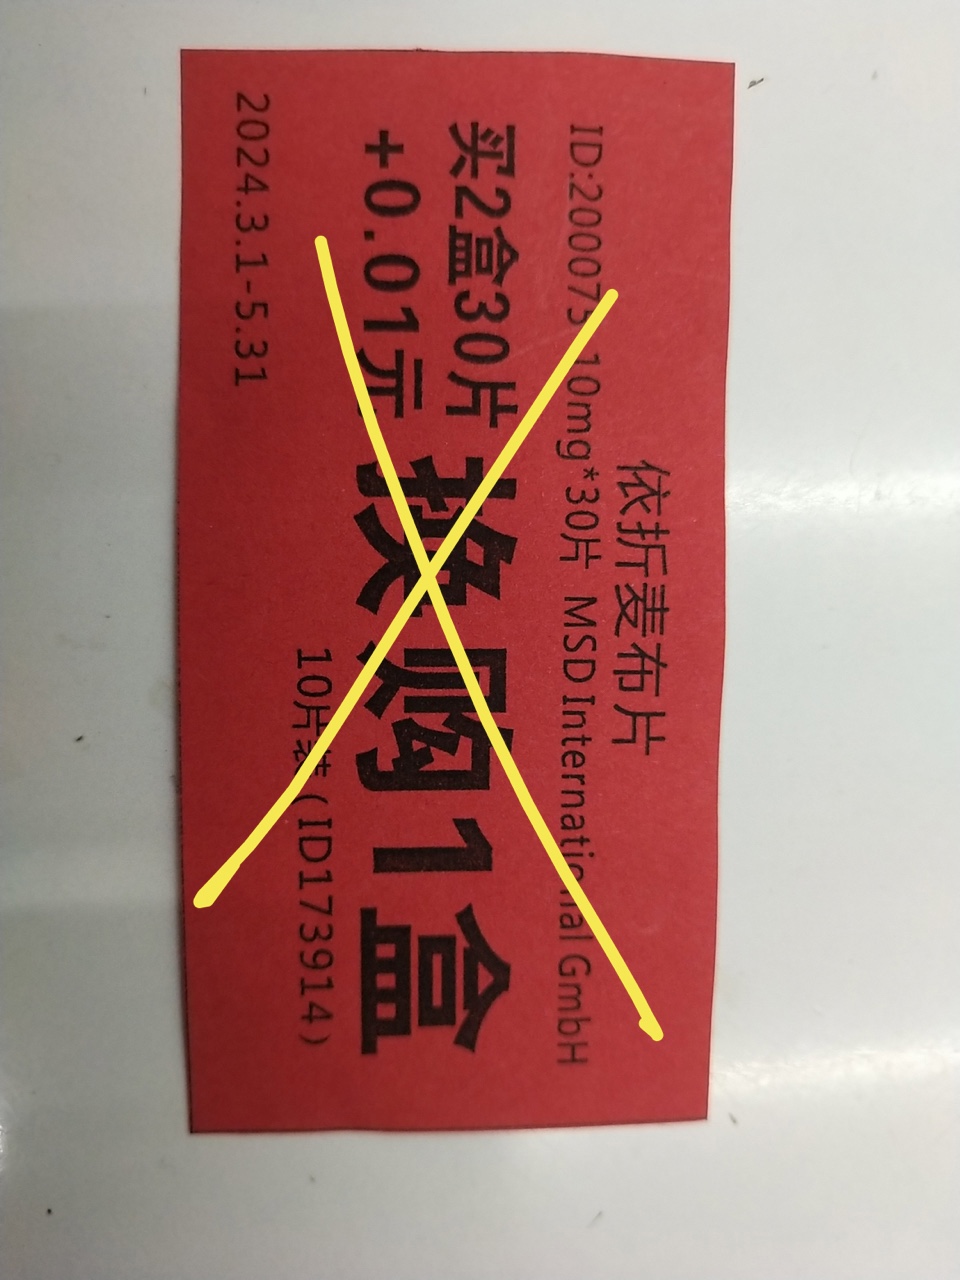 依折麦布片
ID:200075 10mg*30片 MSD International GmbH
买2盒30片
+0.01元
换购1盒
10片装(ID173914)
2024.3.1-5.31